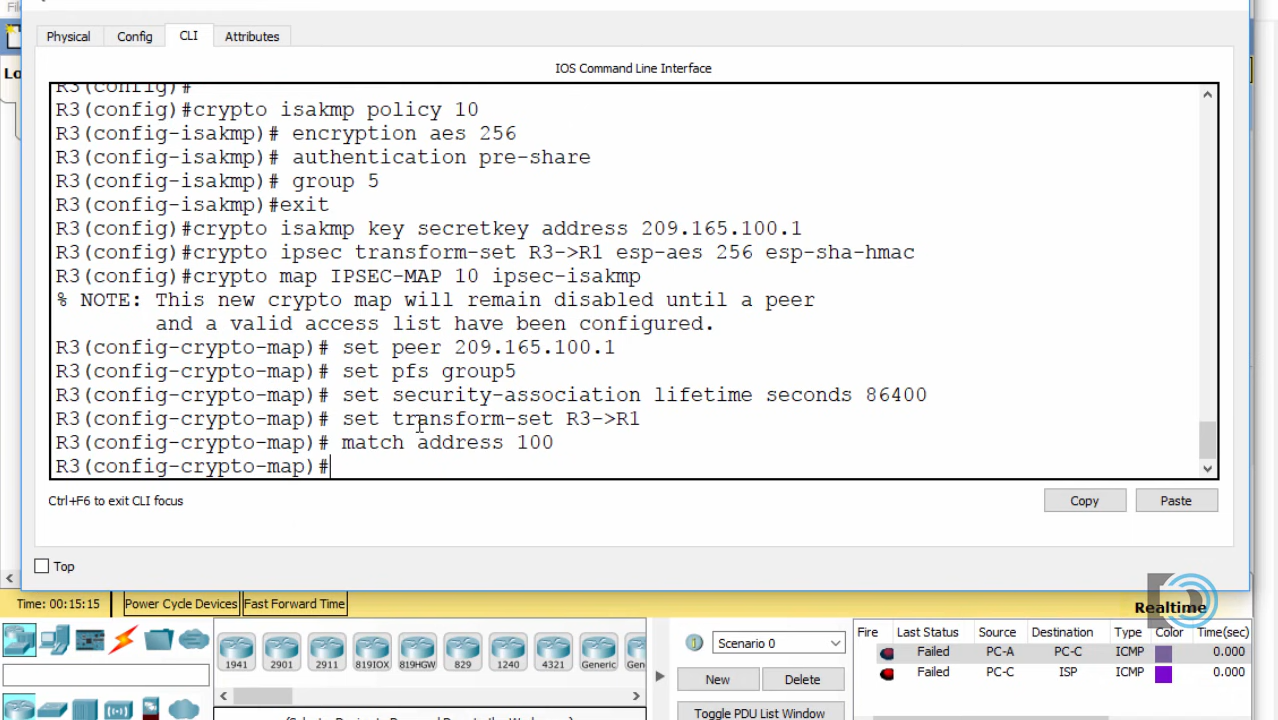 Physical Config CLI Attributes
IOS Command Line Interface
R3(config)#
R3(config)#crypto isakmp policy 10
R3(config-isakmp)# encryption aes 256
R3(config-isakmp)# authentication pre-share
R3(config-isakmp)# group 5
R3(config-isakmp)#exit
R3(config)#crypto isakmp key secretkey address 209.165.100.1
R3(config)#crypto ipsec transform-set R3->R1 esp-aes 256 esp-sha-hmac
R3(config)#crypto map IPSEC-MAP 10 ipsec-isakmp
% NOTE: This new crypto map will remain disabled until a peer
and a valid access list have been configured.
R3(config-crypto-map)# set peer 209.165.100.1
R3(config-crypto-map)# set pfs group5
R3(config-crypto-map)# set security-association lifetime seconds 86400
R3(config-crypto-map)# set transform-set R3->R1
R3(config-crypto-map)# match address 100
R3(config-crypto-map)#
Ctrl+F6 to exit CLI focus
Copy Paste
Top
Time: 00:15:15 Power Cycle Devices Fast Forward Time
Realtime
1941 2901 2911 819IOX 819HGW 829 1240 4321 Generic Gen
Scenario 0
New Delete
Toggle PDU List Window
Fire Last Status Source Destination Type Color Time(sec)
Failed PC-A PC-C ICMP 0.000
Failed PC-C ISP ICMP 0.000